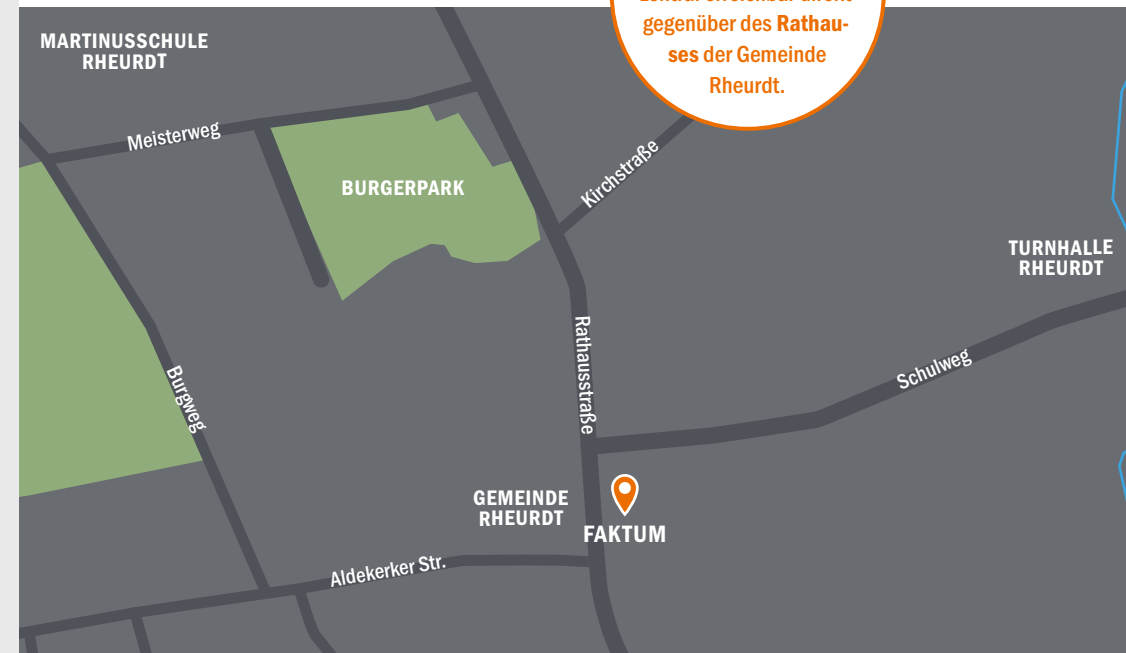 gegenüber des Rathau-
ses der Gemeinde
Rheurdt.
MARTINUSSCHULE
RHEURDT
Meisterweg
BURGERPARK
Kirchstraße
TURNHALLE
RHEURDT
Rathausstraße
Schulweg
Burgweg
GEMEINDE
RHEURDT
FAKTUM
Aldekerker Str.